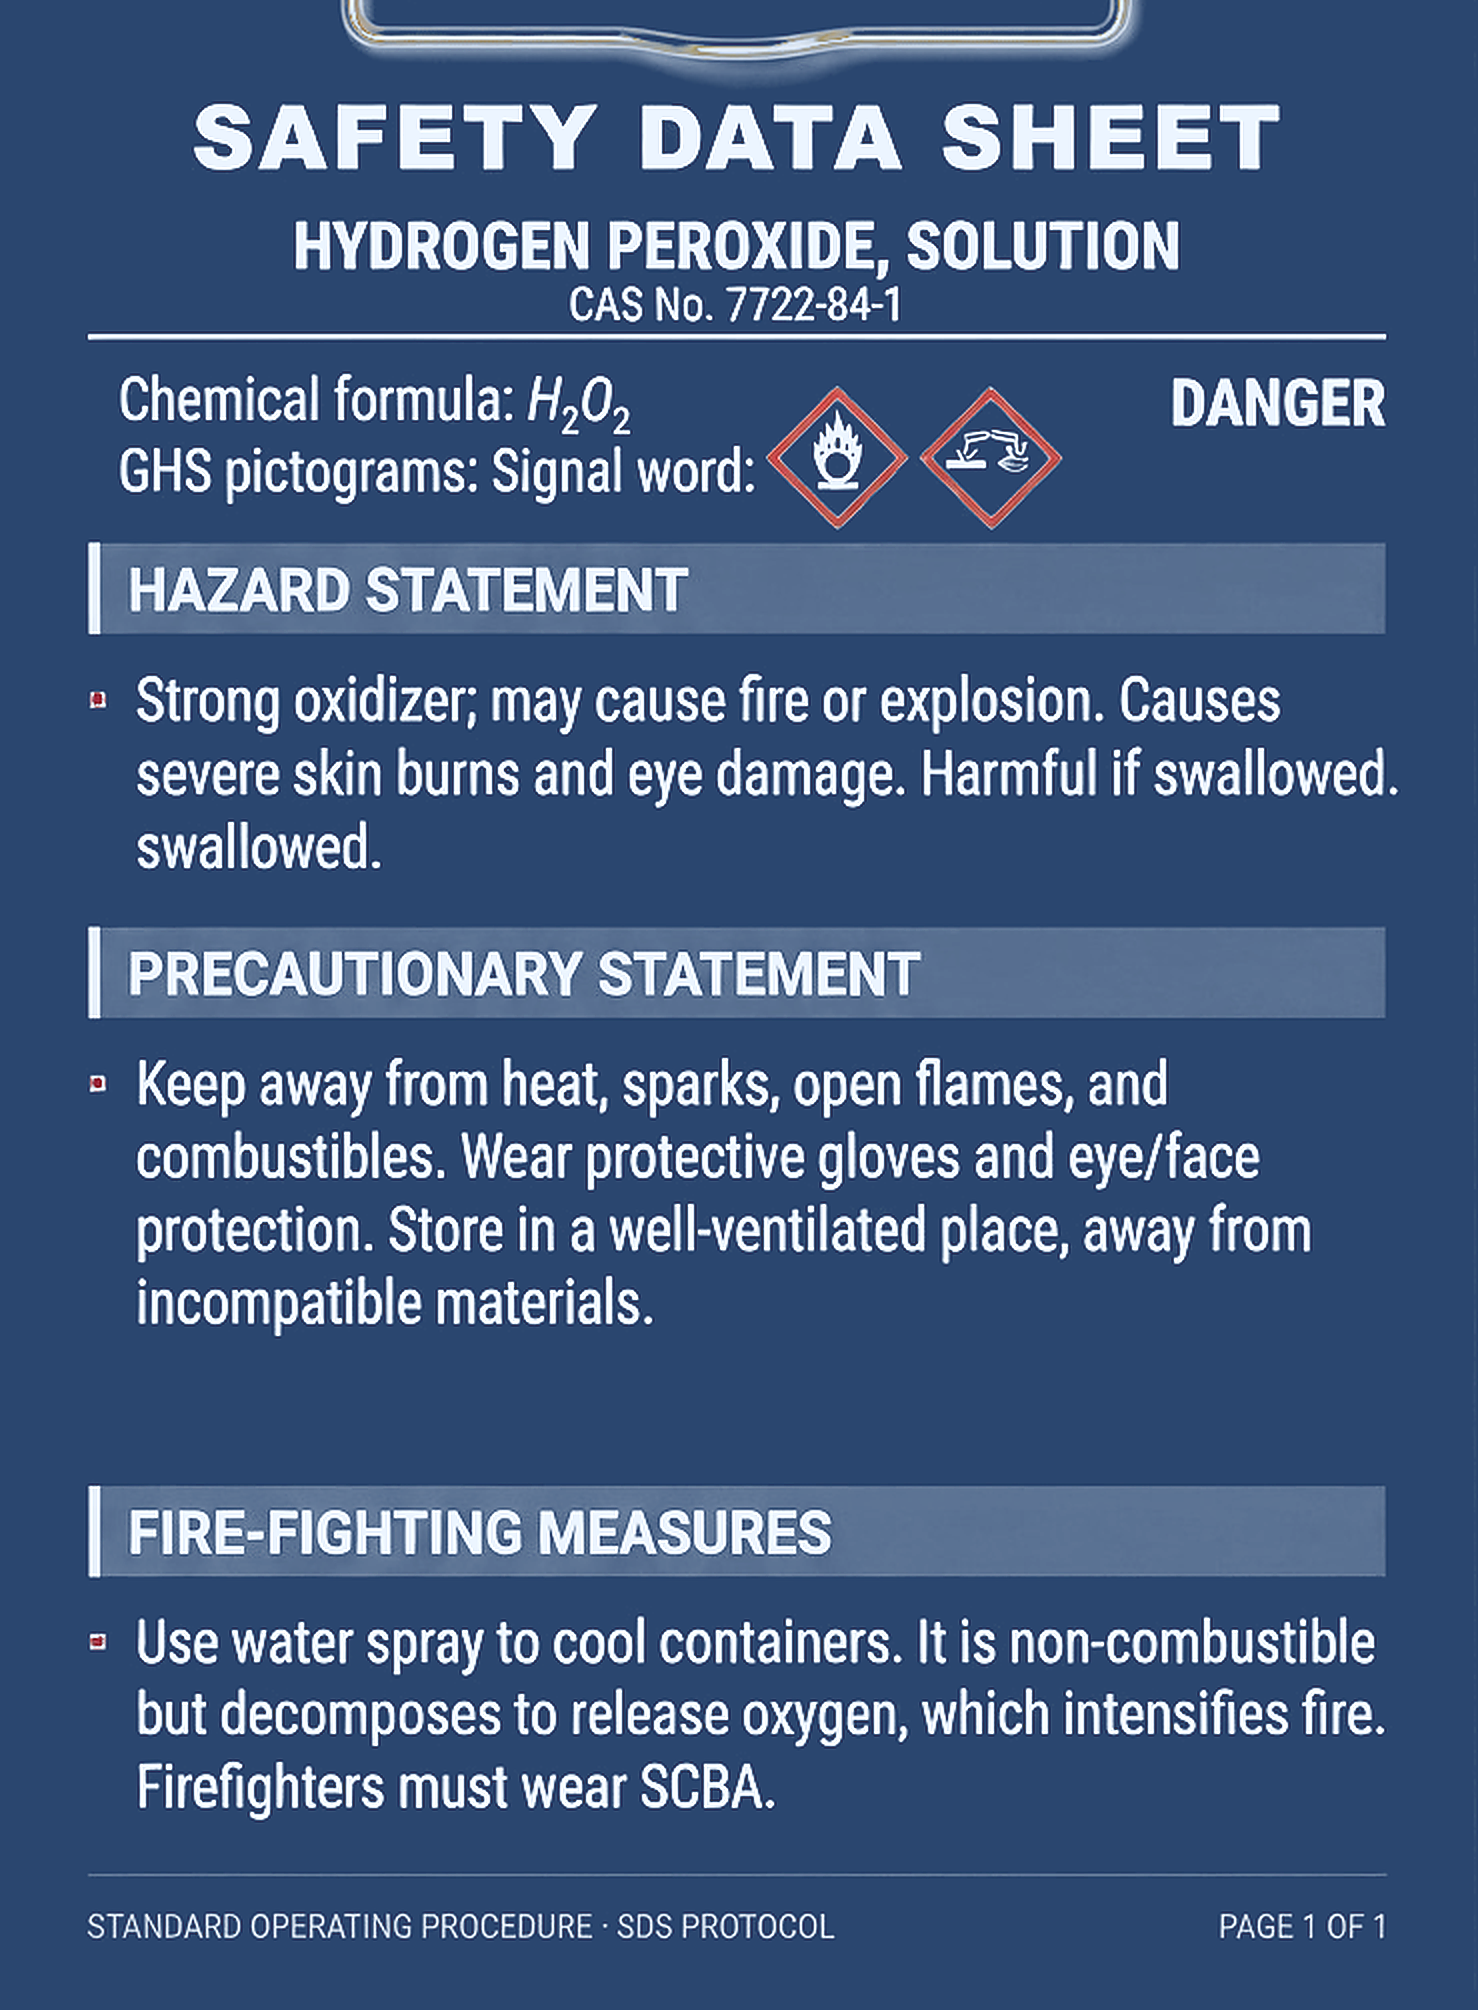 SAFETY DATA SHEET
HYDROGEN PEROXIDE, SOLUTION
CAS No. 7722-84-1
Chemical formula: H₂O₂
DANGER
GHS pictograms: Signal word:
HAZARD STATEMENT
Strong oxidizer; may cause fire or explosion. Causes
severe skin burns and eye damage. Harmful if swallowed.
swallowed.
PRECAUTIONARY STATEMENT
Keep away from heat, sparks, open flames, and
combustibles. Wear protective gloves and eye/face
protection. Store in a well-ventilated place, away from
incompatible materials.
FIRE-FIGHTING MEASURES
Use water spray to cool containers. It is non-combustible
but decomposes to release oxygen, which intensifies fire.
Firefighters must wear SCBA.
STANDARD OPERATING PROCEDURE · SDS PROTOCOL
PAGE 1 OF 1